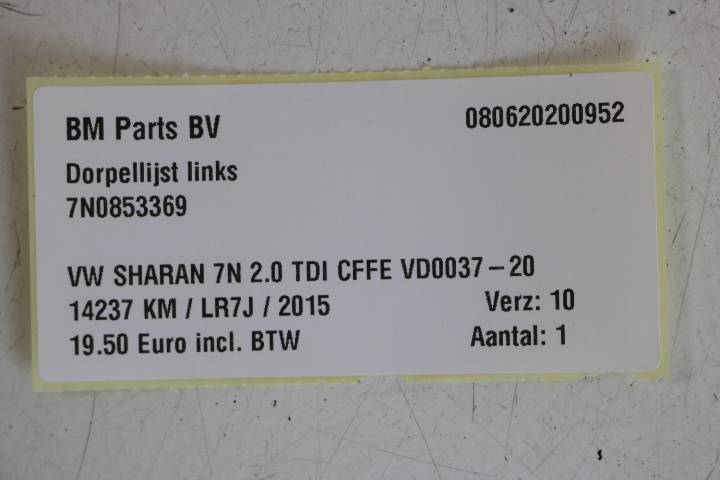 BM Parts BV 080620200952
Dorpellijst links
7N0853369
VW SHARAN 7N 2.0 TDI CFFE VD0037 – 20
14237 KM / LR7J / 2015 Verz: 10
19.50 Euro incl. BTW Aantal: 1